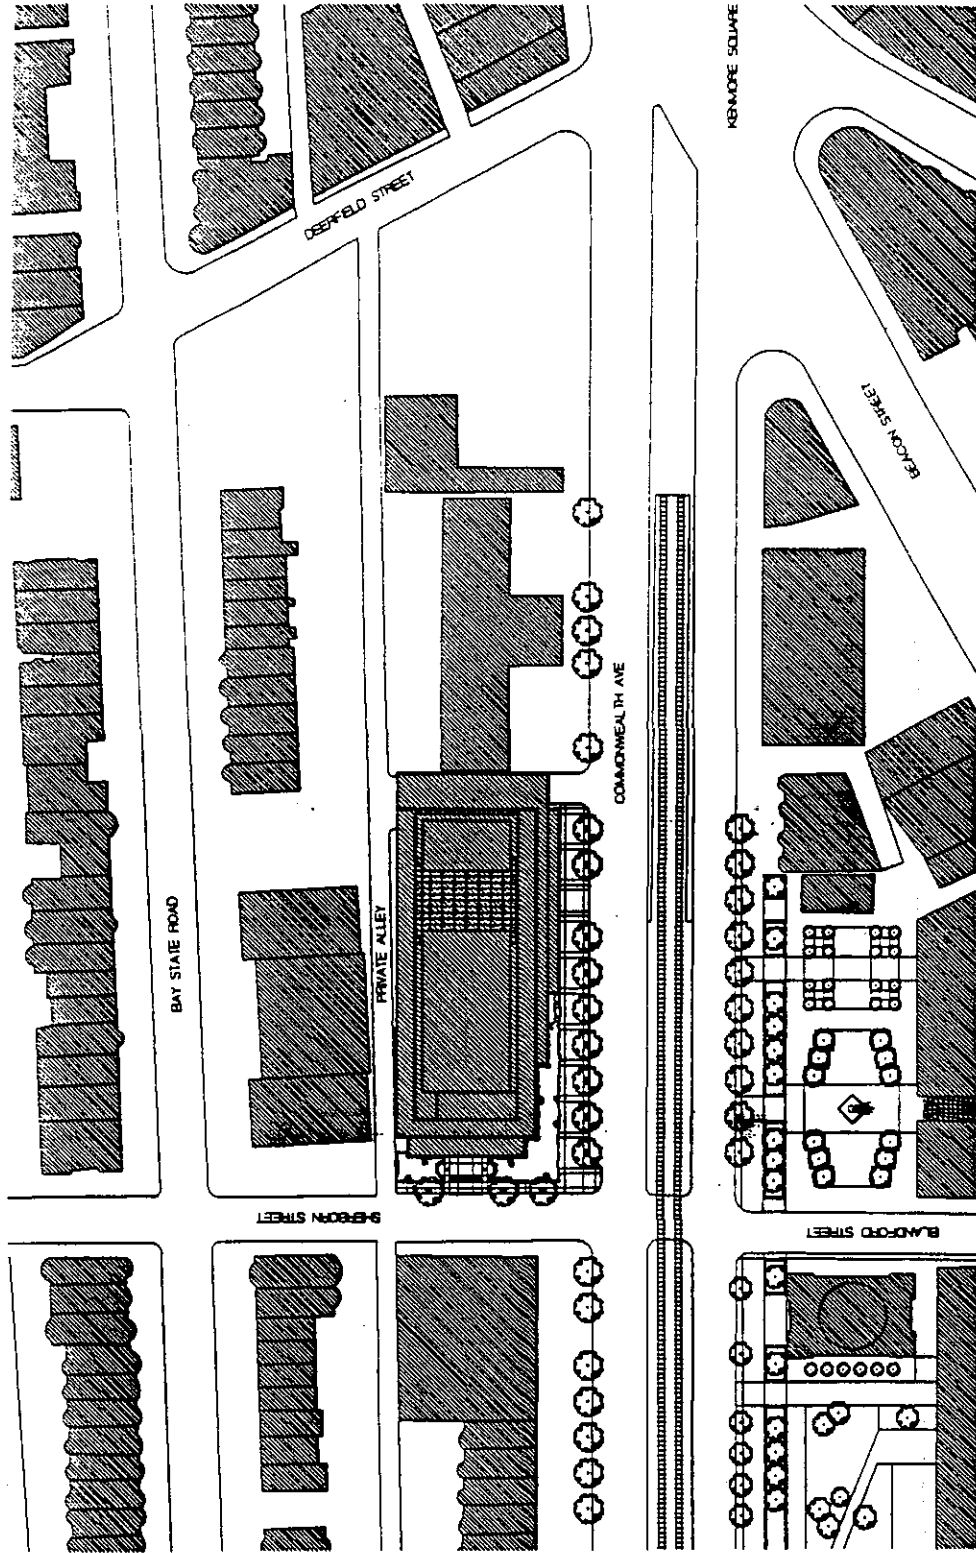 KENMORE SQUARE
DEERFIELD STREET
BEACON STREET
COMMONWEALTH AVE
BAY STATE ROAD
PRIVATE ALLEY
SHERBORN STREET
BLANDFORD STREET